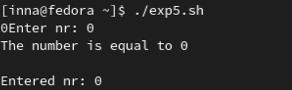 [inna@fedora ~]$ ./exp5.sh
0Enter nr: 0
The number is equal to 0
Entered nr: 0